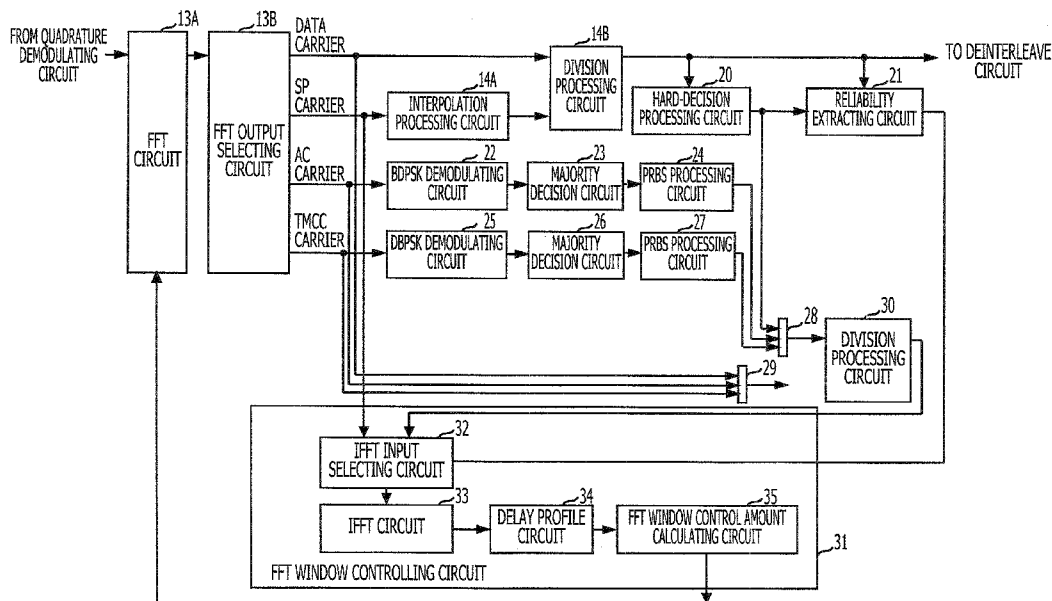 13A
13B
DATA
CARRIER
14B
FROM QUADRATURE
DEMODULATING
CIRCUIT
TO DEINTERLEAVE
CIRCUIT
DIVISION
PROCESSING
CIRCUIT
20
21
SP
CARRIER
14A
INTERPOLATION
PROCESSING CIRCUIT
HARD-DECISION
PROCESSING CIRCUIT
RELIABILITY
EXTRACTING CIRCUIT
FFT
CIRCUIT
FFT OUTPUT
SELECTING
CIRCUIT
AC
CARRIER
22
23
24
BDPSK DEMODULATING
CIRCUIT
MAJORITY
DECISION CIRCUIT
PRBS PROCESSING
CIRCUIT
TMCC
CARRIER
25
26
27
DBPSK DEMODULATING
CIRCUIT
MAJORITY
DECISION CIRCUIT
PRBS PROCESSING
CIRCUIT
28
30
DIVISION
PROCESSING
CIRCUIT
29
32
IFFT INPUT
SELECTING CIRCUIT
33
34
35
IFFT CIRCUIT
DELAY PROFILE
CIRCUIT
FFT WINDOW CONTROL AMOUNT
CALCULATING CIRCUIT
31
FFT WINDOW CONTROLLING CIRCUIT